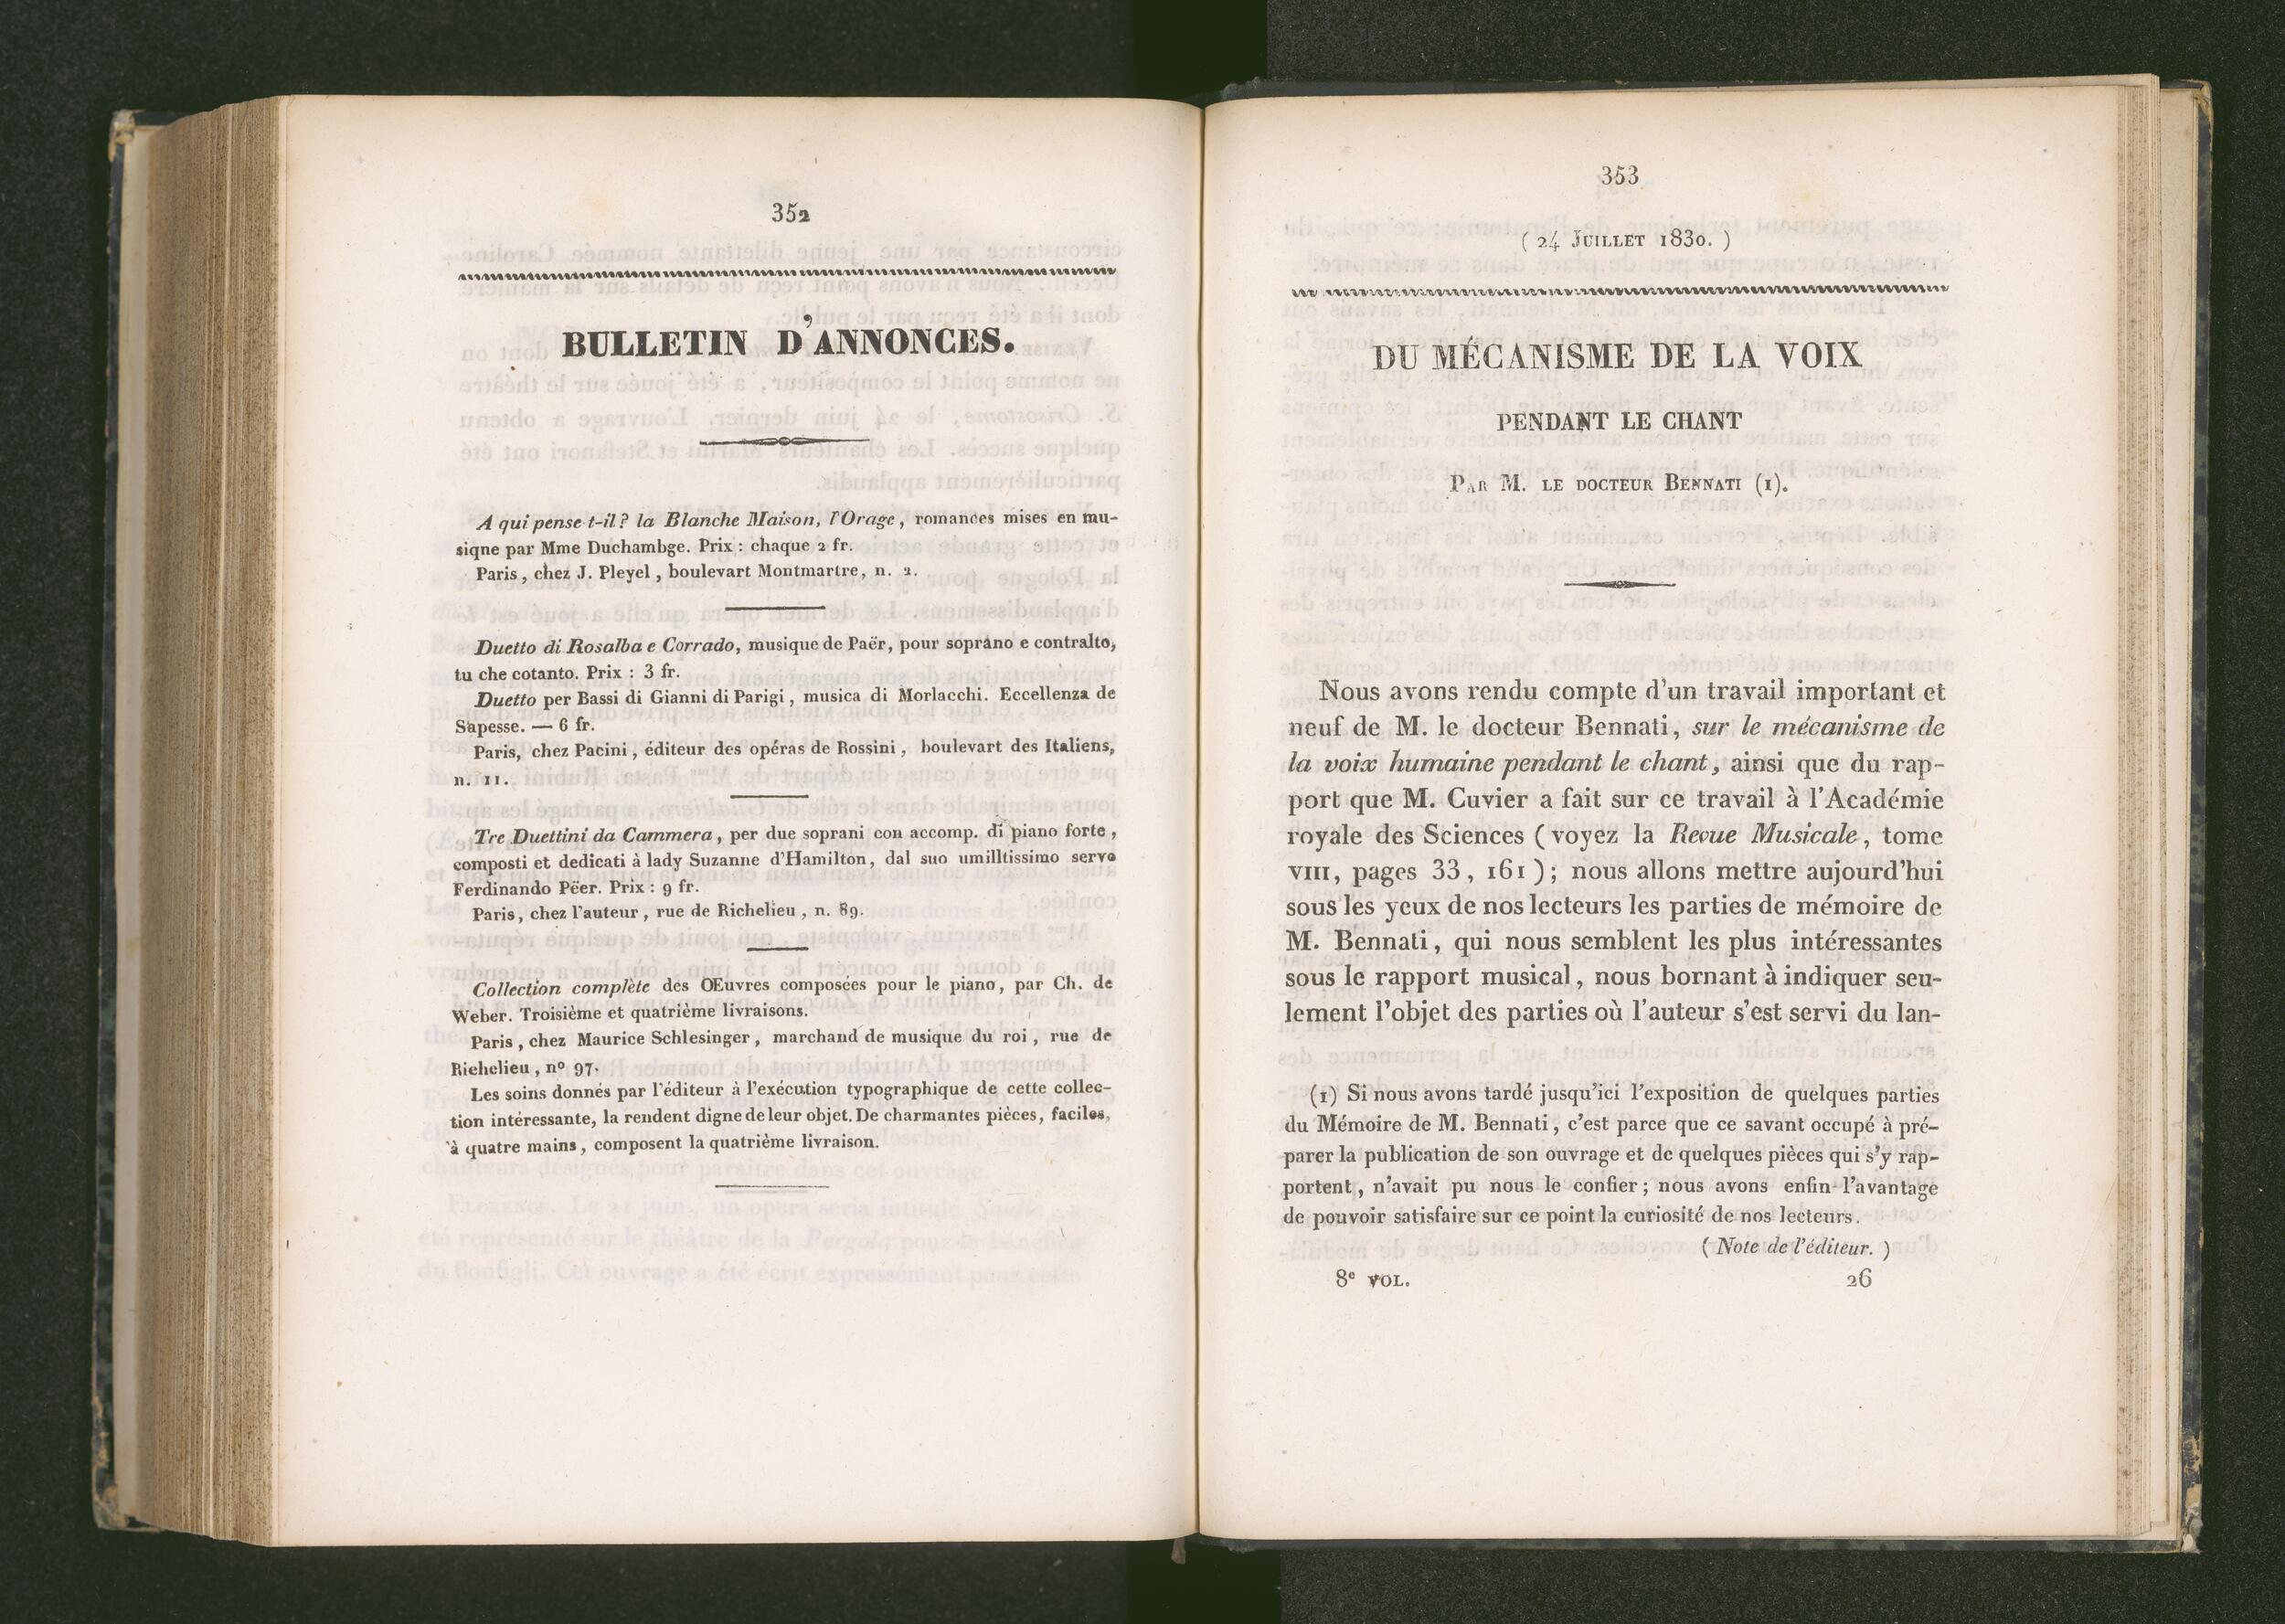 352
BULLETIN D'ANNONCES.
A qui pense t-il? la Blanche Maison, l'Orage, romances mises en mu-
siqne par Mme Duchambge. Prix : chaque 2 fr.
Paris, chez J. Pleyel, boulevart Montmartre, n. 2.
Duetto di Rosalba e Corrado, musique de Paër, pour soprano e contralto,
tu che cotanto. Prix : 3 fr.
Duetto per Bassi di Gianni di Parigi, musica di Morlacchi. Eccellenza de
Sapesse. — 6 fr.
Paris, chez Pacini, éditeur des opéras de Rossini, boulevart des Italiens,
n. 11.
Tre Duettini da Cammera, per due soprani con accomp. di piano forte,
composti et dedicati à lady Suzanne d'Hamilton, dal suo umilltissimo servo
Ferdinando Pëer. Prix : 9 fr.
Paris, chez l'auteur, rue de Richelieu, n. 89.
Collection complète des OEuvres composées pour le piano, par Ch. de
Weber. Troisième et quatrième livraisons.
Paris, chez Maurice Schlesinger, marchand de musique du roi, rue de
Richelieu, nº 97.
Les soins donnés par l'éditeur à l'exécution typographique de cette collec-
tion intéressante, la rendent digne de leur objet. De charmantes pièces, faciles,
à quatre mains, composent la quatrième livraison.
353
( 24 JUILLET 1830. )
DU MÉCANISME DE LA VOIX
PENDANT LE CHANT
PAR M. LE DOCTEUR BENNATI (1).
Nous avons rendu compte d'un travail important et
neuf de M. le docteur Bennati, sur le mécanisme de
la voix humaine pendant le chant, ainsi que du rap-
port que M. Cuvier a fait sur ce travail à l'Académie
royale des Sciences (voyez la Revue Musicale, tome
VIII, pages 33, 161); nous allons mettre aujourd'hui
sous les yeux de nos lecteurs les parties de mémoire de
M. Bennati, qui nous semblent les plus intéressantes
sous le rapport musical, nous bornant à indiquer seu-
lement l'objet des parties où l'auteur s'est servi du lan-
(1) Si nous avons tardé jusqu'ici l'exposition de quelques parties
du Mémoire de M. Bennati, c'est parce que ce savant occupé à pré-
parer la publication de son ouvrage et de quelques pièces qui s'y rap-
portent, n'avait pu nous le confier; nous avons enfin l'avantage
de pouvoir satisfaire sur ce point la curiosité de nos lecteurs.
( Note de l'éditeur. )
8e VOL. 26